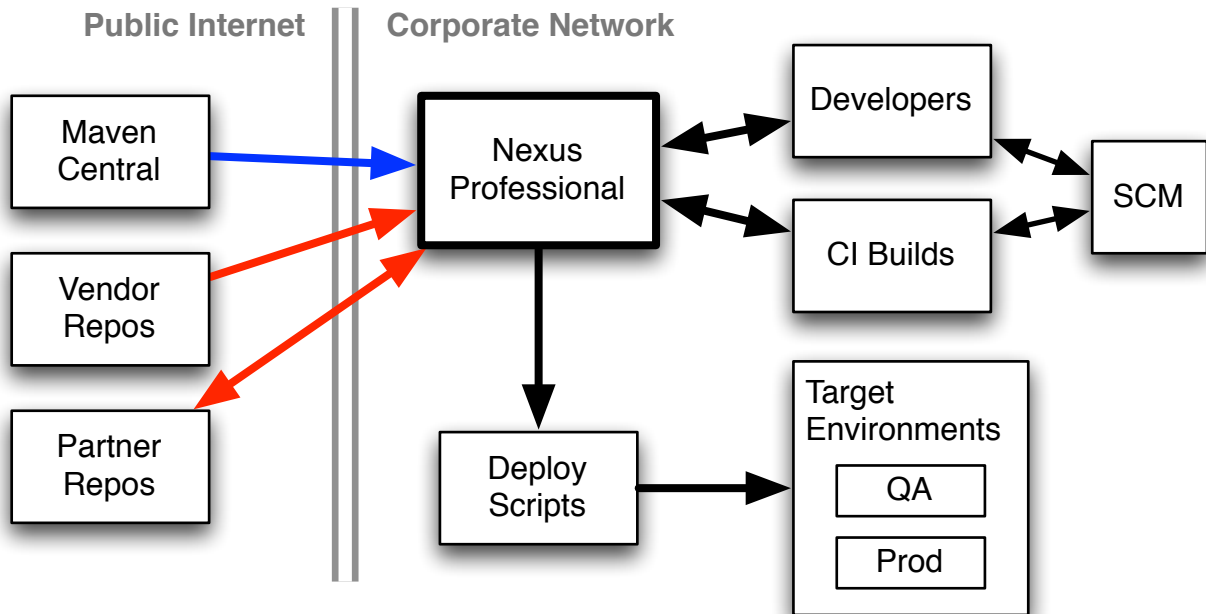 Public Internet
Corporate Network
Maven
Central
Vendor
Repos
Partner
Repos
Nexus
Professional
Developers
CI Builds
SCM
Deploy
Scripts
Target
Environments
QA
Prod